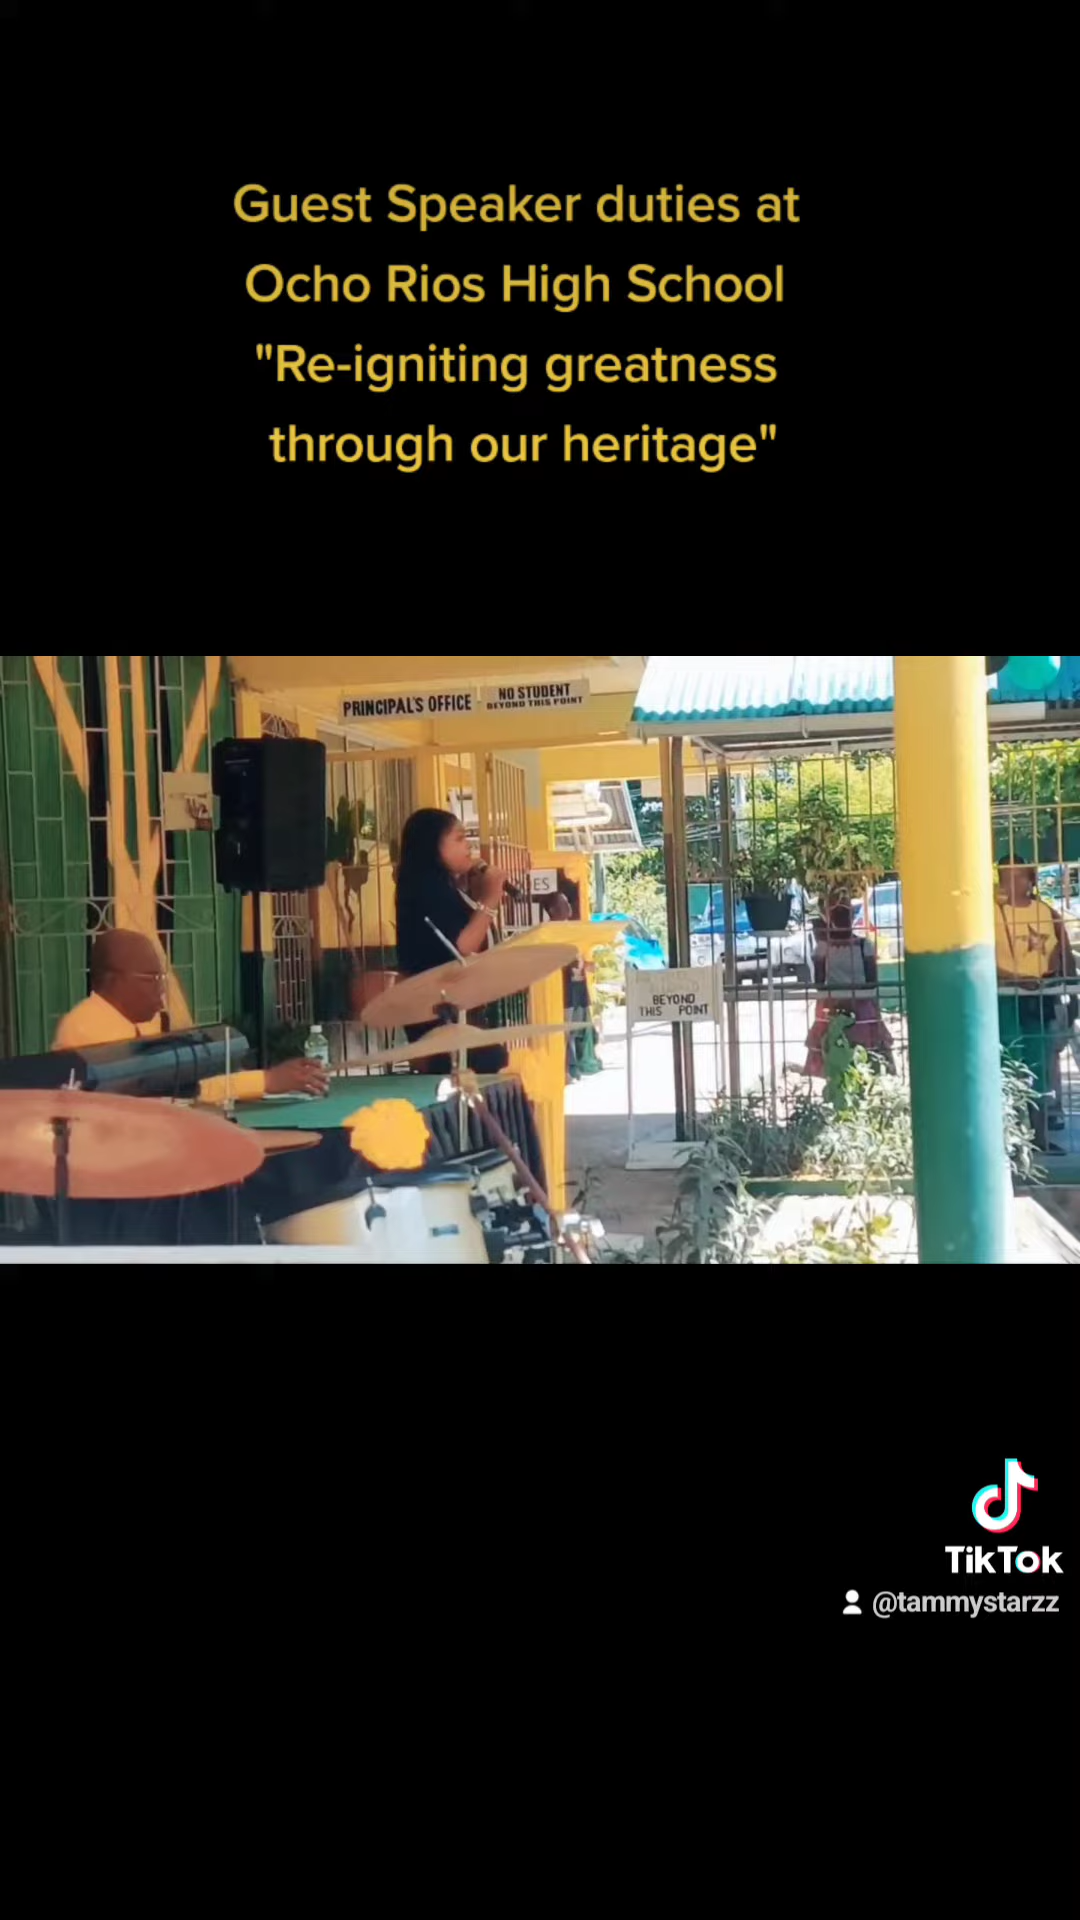 Guest Speaker duties at
Ocho Rios High School
"Re-igniting greatness
through our heritage"
PRINCIPAL'S OFFICE
NO STUDENT
BEYOND THIS POINT
ES
BEYOND
THIS POINT
TikTok
@tammystarzz